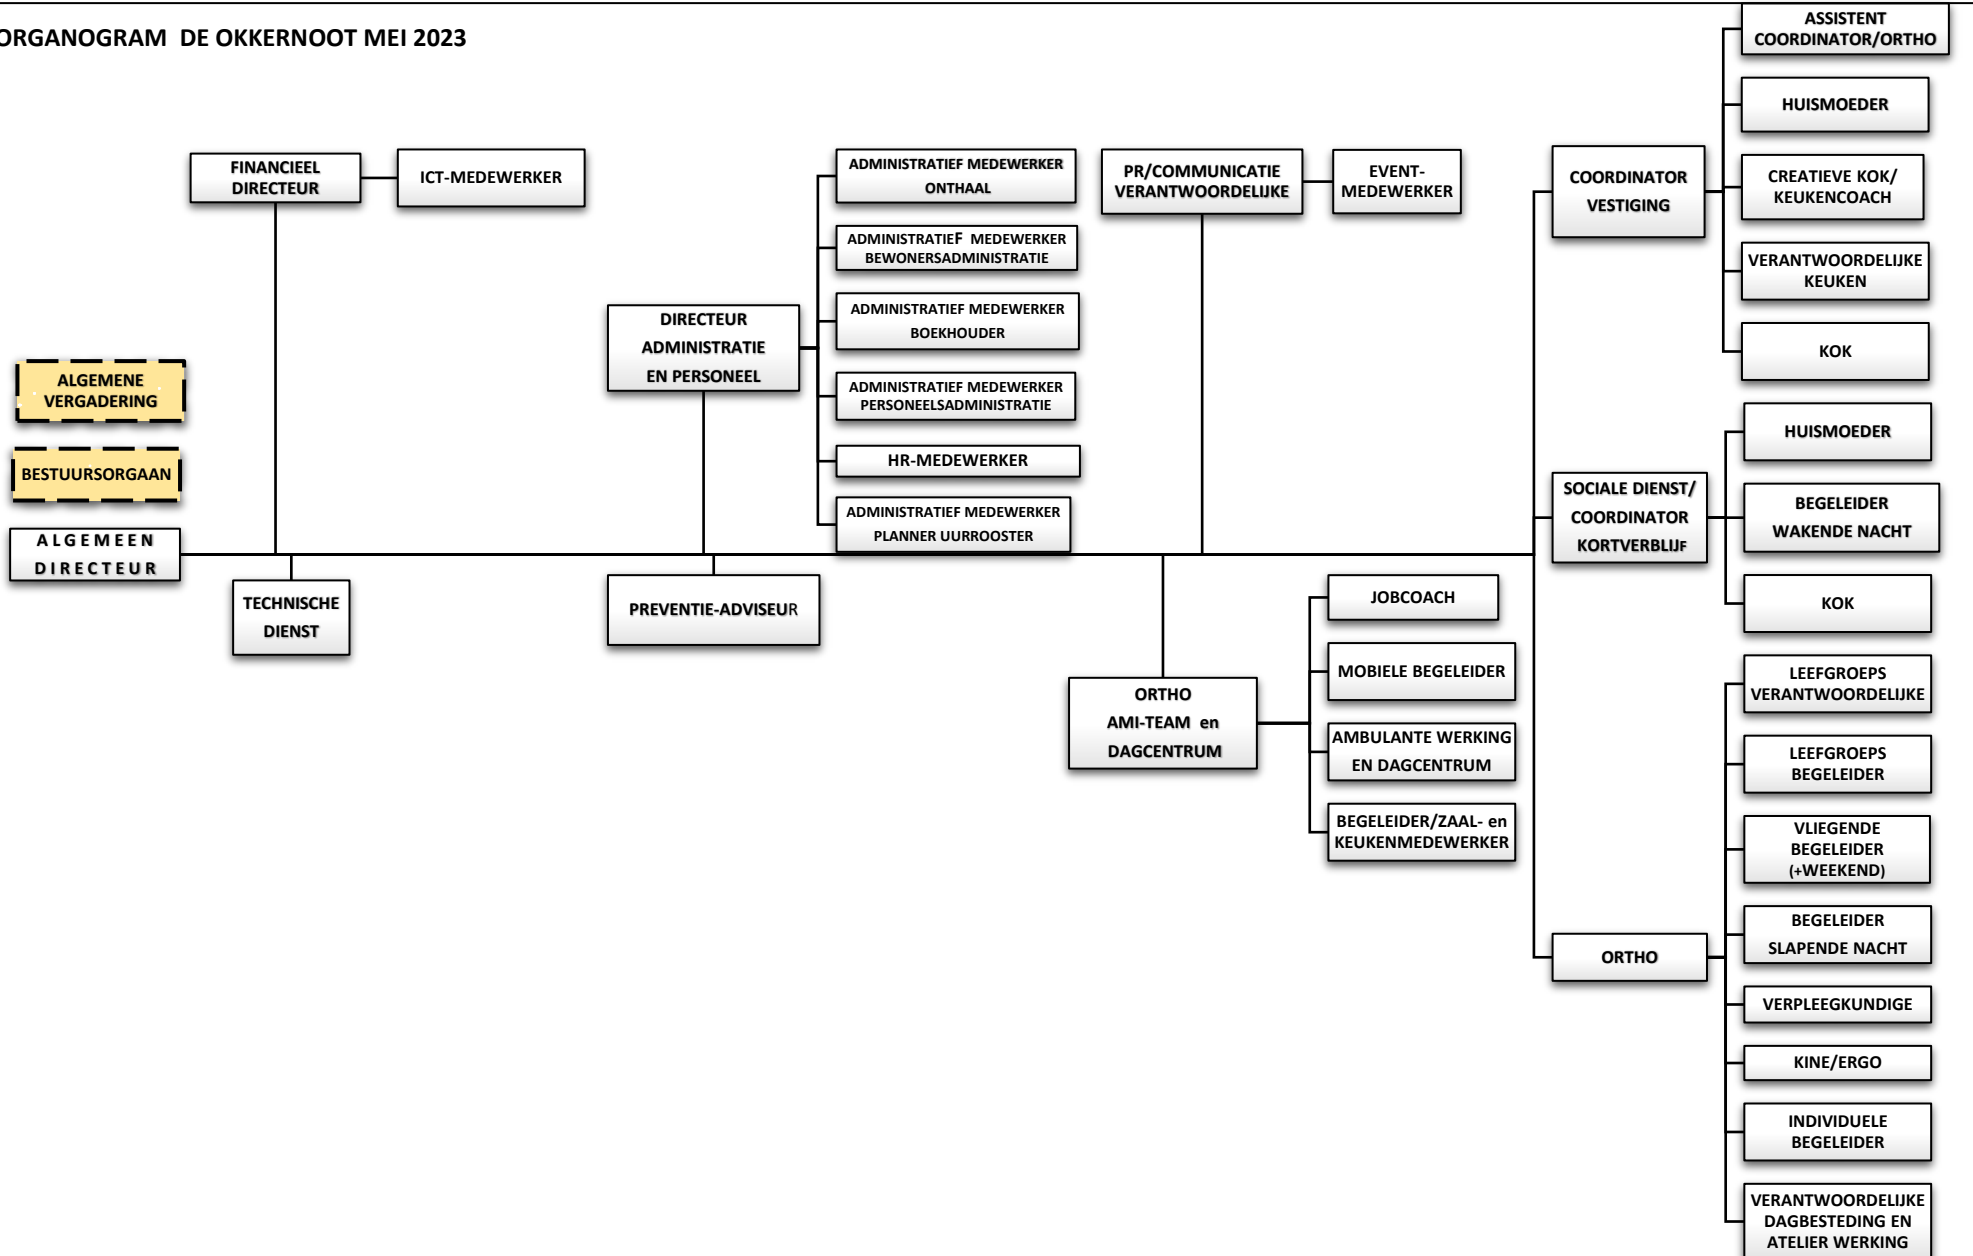 ORGANOGRAM DE OKKERNOOT MEI 2023
ALGEMENE
VERGADERING
BESTUURSORGAAN
ALGEMEEN
DIRECTEUR
FINANCIEEL
DIRECTEUR
ICT-MEDEWERKER
TECHNISCHE
DIENST
DIRECTEUR
ADMINISTRATIE
EN PERSONEEL
ADMINISTRATIEF MEDEWERKER
ONTHAAL
ADMINISTRATIEF MEDEWERKER
BEWONERSADMINISTRATIE
ADMINISTRATIEF MEDEWERKER
BOEKHOUDER
ADMINISTRATIEF MEDEWERKER
PERSONEELSADMINISTRATIE
HR-MEDEWERKER
ADMINISTRATIEF MEDEWERKER
PLANNER UURROOSTER
PREVENTIE-ADVISEUR
PR/COMMUNICATIE
VERANTWOORDELIJKE
EVENT-
MEDEWERKER
ORTHO
AMI-TEAM en
DAGCENTRUM
JOBCOACH
MOBIELE BEGELEIDER
AMBULANTE WERKING
EN DAGCENTRUM
BEGELEIDER/ZAAL- en
KEUKENMEDEWERKER
COORDINATOR
VESTIGING
ASSISTENT
COORDINATOR/ORTHO
HUISMOEDER
CREATIEVE KOK/
KEUKENCOACH
VERANTWOORDELIJKE
KEUKEN
KOK
SOCIALE DIENST/
COORDINATOR
KORTVERBLIJF
HUISMOEDER
BEGELEIDER
WAKENDE NACHT
KOK
ORTHO
LEEFGROEPS
VERANTWOORDELIJKE
LEEFGROEPS
BEGELEIDER
VLIEGENDE
BEGELEIDER
(+WEEKEND)
BEGELEIDER
SLAPENDE NACHT
VERPLEEGKUNDIGE
KINE/ERGO
INDIVIDUELE
BEGELEIDER
VERANTWOORDELIJKE
DAGBESTEDING EN
ATELIER WERKING